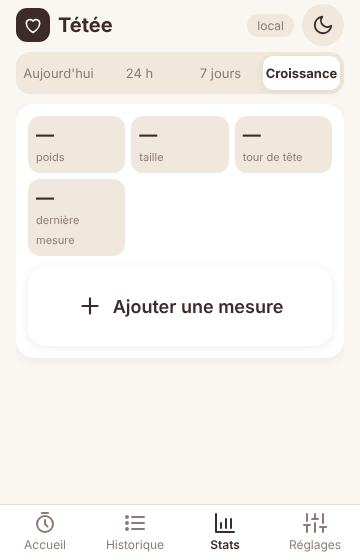 Tétée
local
Aujourd'hui
24 h
7 jours
Croissance
—
poids
—
taille
—
tour de tête
—
dernière
mesure
Ajouter une mesure
Accueil
Historique
Stats
Réglages